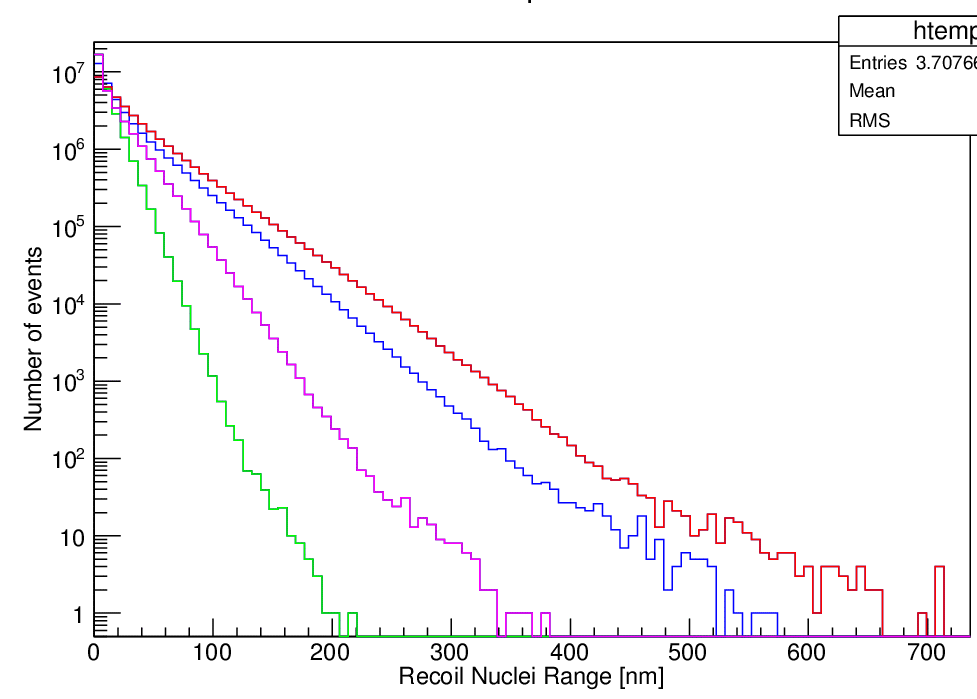 htemp
Entries 3.70766
Mean
RMS
Number of events
10^7
10^6
10^5
10^4
10^3
10^2
10
1
0 100 200 300 400 500 600 700
Recoil Nuclei Range [nm]